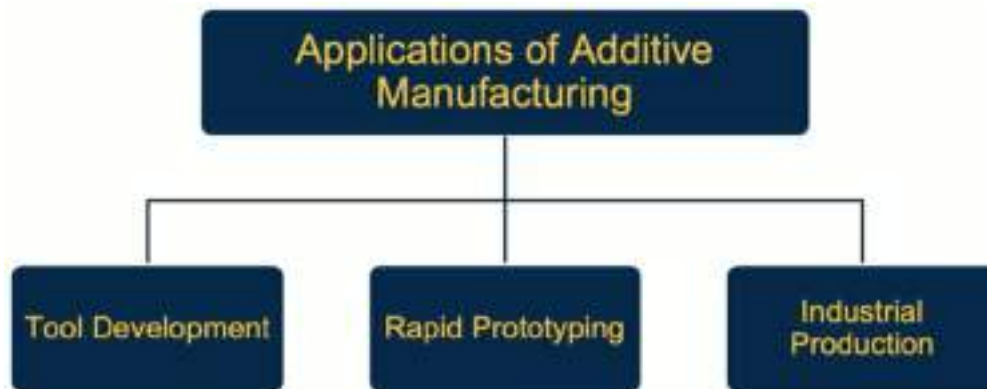 Applications of Additive
Manufacturing
Tool Development
Rapid Prototyping
Industrial
Production